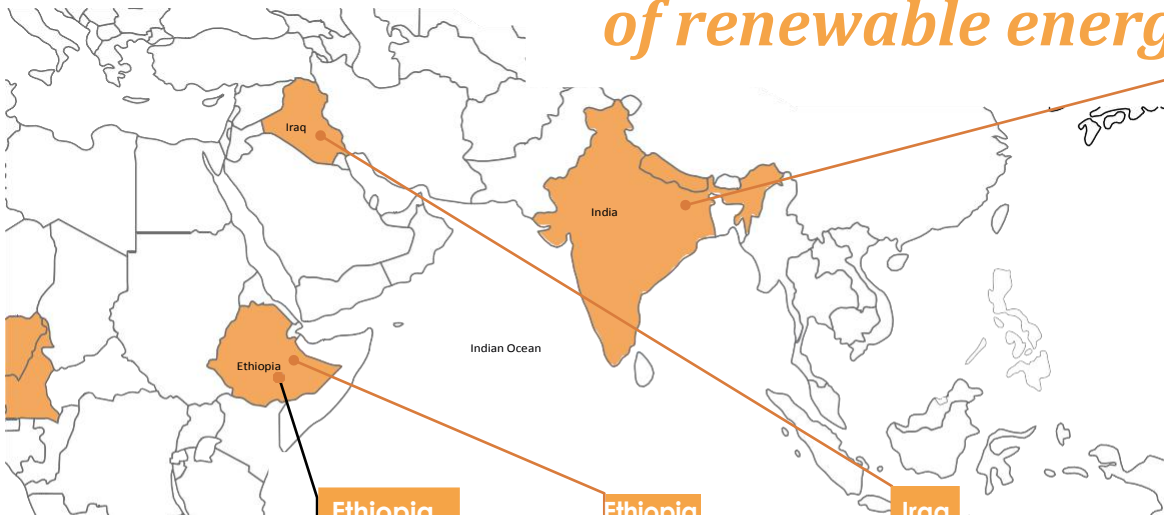 of renewable energ
Iraq
India
Indian Ocean
Ethiopia
Ethiopia
Ethiopia
Iraq